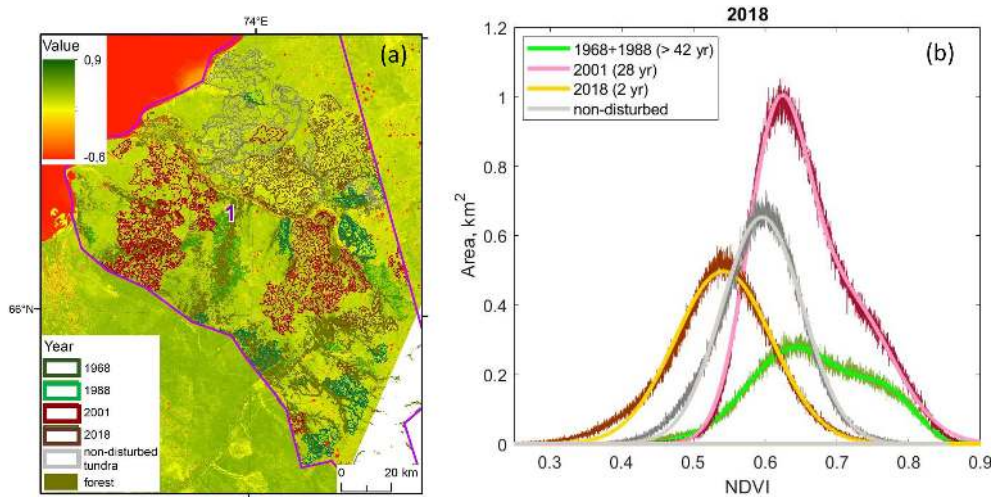 74°E
(a)
Value
0,9
-0,6
1
66°N
Year
1968
1988
2001
2018
non-disturbed
tundra
forest
0 20 km
2018
(b)
1968+1988 (> 42 yr)
2001 (28 yr)
2018 (2 yr)
non-disturbed
Area, km2
1.2
1
0.8
0.6
0.4
0.2
0
0.3 0.4 0.5 0.6 0.7 0.8 0.9
NDVI